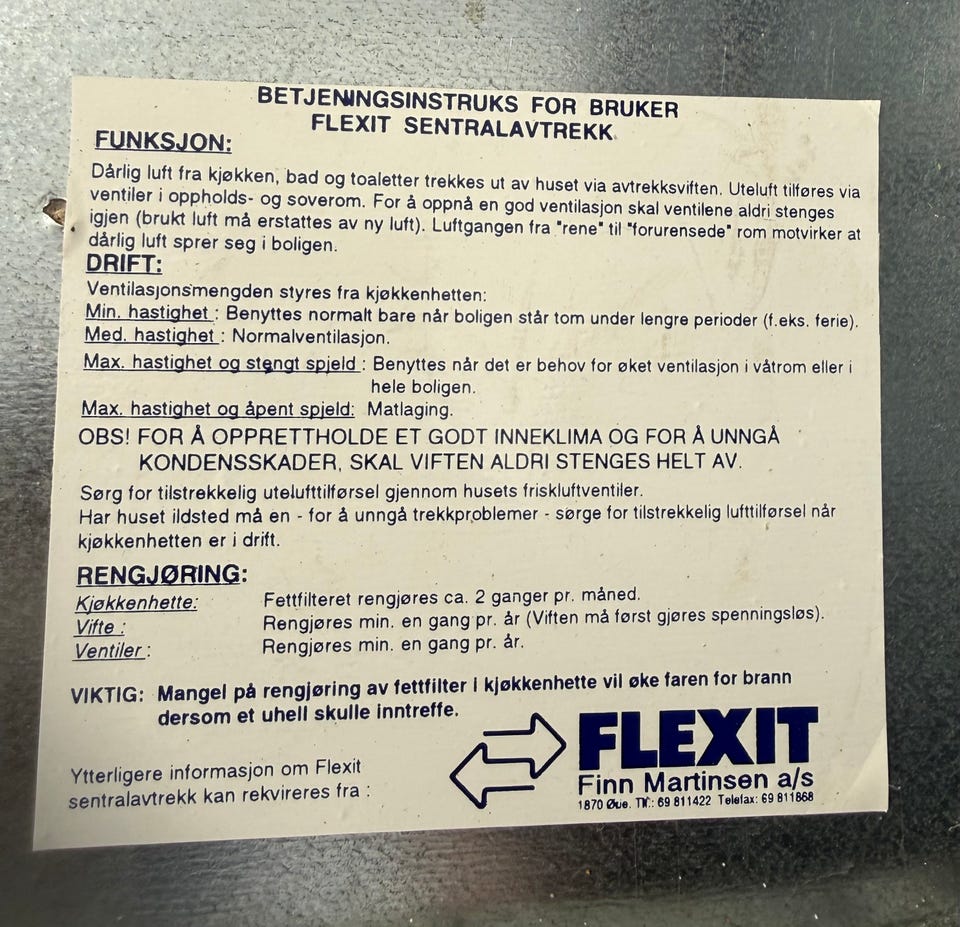 BETJENINGSINSTRUKS FOR BRUKER
FLEXIT SENTRALAVTREKK
FUNKSJON:
Dårlig luft fra kjøkken, bad og toaletter trekkes ut av huset via avtrekksviften. Uteluft tilføres via
ventiler i oppholds- og soverom. For å oppnå en god ventilasjon skal ventilene aldri stenges
igjen (brukt luft må erstattes av ny luft). Luftgangen fra "rene" til "forurensede" rom motvirker at
dårlig luft sprer seg i boligen.
DRIFT:
Ventilasjonsmengden styres fra kjøkkenhetten:
Min. hastighet : Benyttes normalt bare når boligen står tom under lengre perioder (f.eks. ferie).
Med. hastighet : Normalventilasjon.
Max. hastighet og stengt spjeld : Benyttes når det er behov for øket ventilasjon i våtrom eller i
hele boligen.
Max. hastighet og åpent spjeld: Matlaging.
OBS! FOR Å OPPRETTHOLDE ET GODT INNEKLIMA OG FOR Å UNNGÅ
KONDENSSKADER, SKAL VIFTEN ALDRI STENGES HELT AV.
Sørg for tilstrekkelig utelufttilførsel gjennom husets friskluftventiler.
Har huset ildsted må en - for å unngå trekkproblemer - sørge for tilstrekkelig lufttilførsel når
kjøkkenhetten er i drift.
RENGJØRING:
Kjøkkenhette: Fettfilteret rengjøres ca. 2 ganger pr. måned.
Vifte : Rengjøres min. en gang pr. år (Viften må først gjøres spenningsløs).
Ventiler : Rengjøres min. en gang pr. år.
VIKTIG: Mangel på rengjøring av fettfilter i kjøkkenhette vil øke faren for brann
dersom et uhell skulle inntreffe.
Ytterligere informasjon om Flexit
sentralavtrekk kan rekvireres fra :
FLEXIT
Finn Martinsen a/s
1870 Tlf.: 69 811422 Telefax: 69 811868